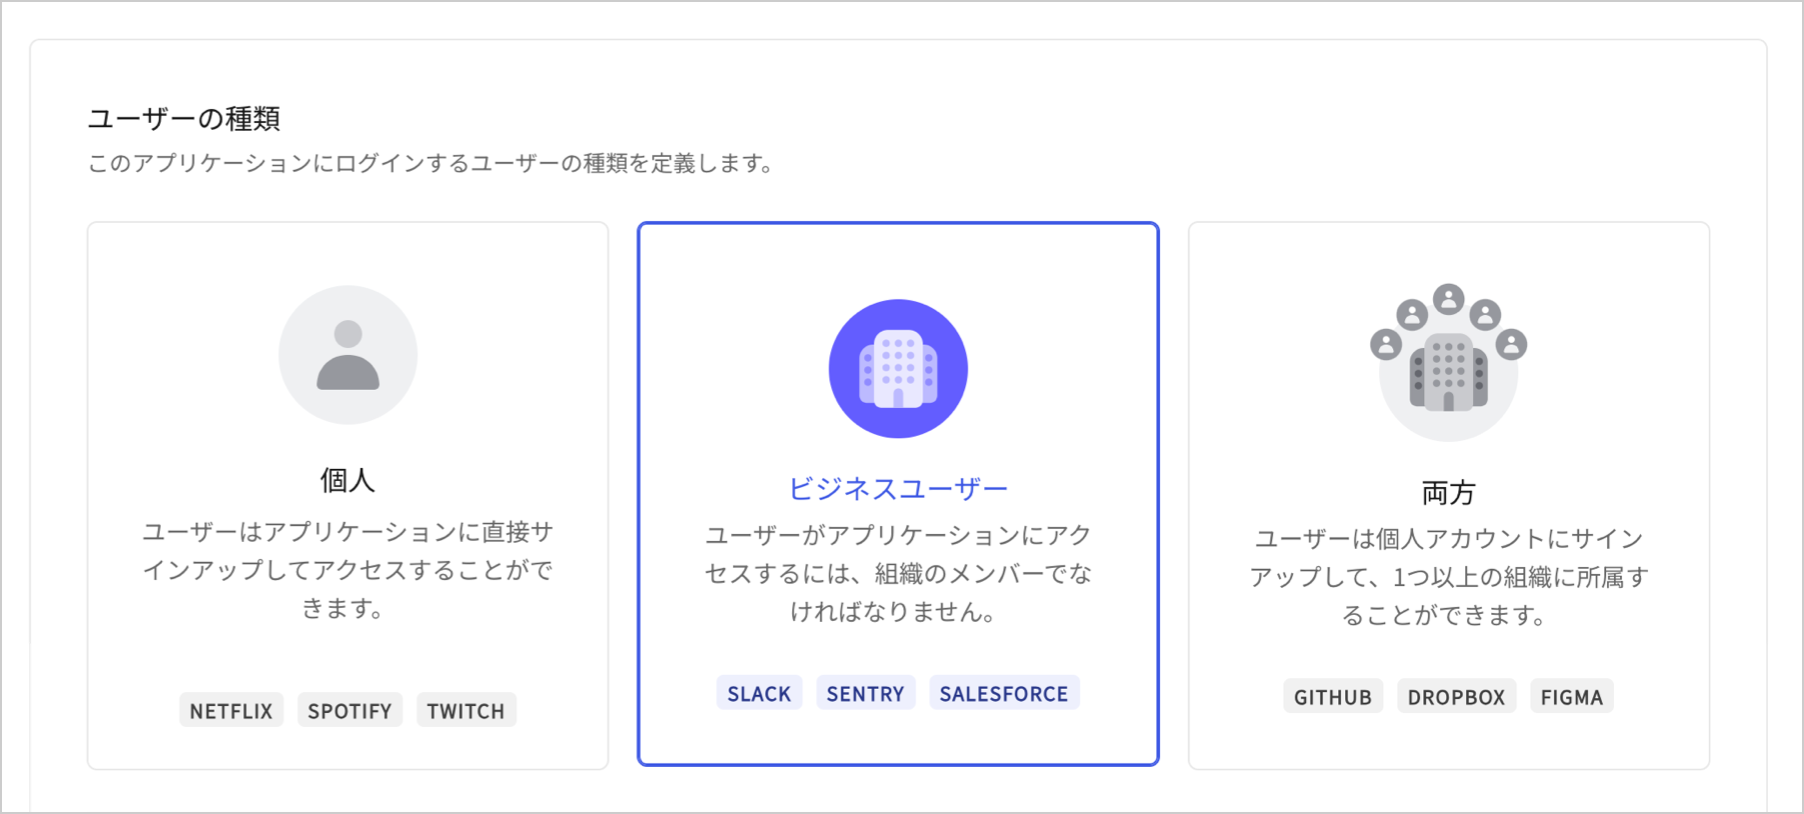 ユーザーの種類
このアプリケーションにログインするユーザーの種類を定義します。
個人
ユーザーはアプリケーションに直接サ
インアップしてアクセスすることがで
きます。
NETFLIX SPOTIFY TWITCH
ビジネスユーザー
ユーザーがアプリケーションにアク
セスするには、組織のメンバーでな
ければなりません。
SLACK SENTRY SALESFORCE
両方
ユーザーは個人アカウントにサイン
アップして、1つ以上の組織に所属す
ることができます。
GITHUB DROPBOX FIGMA